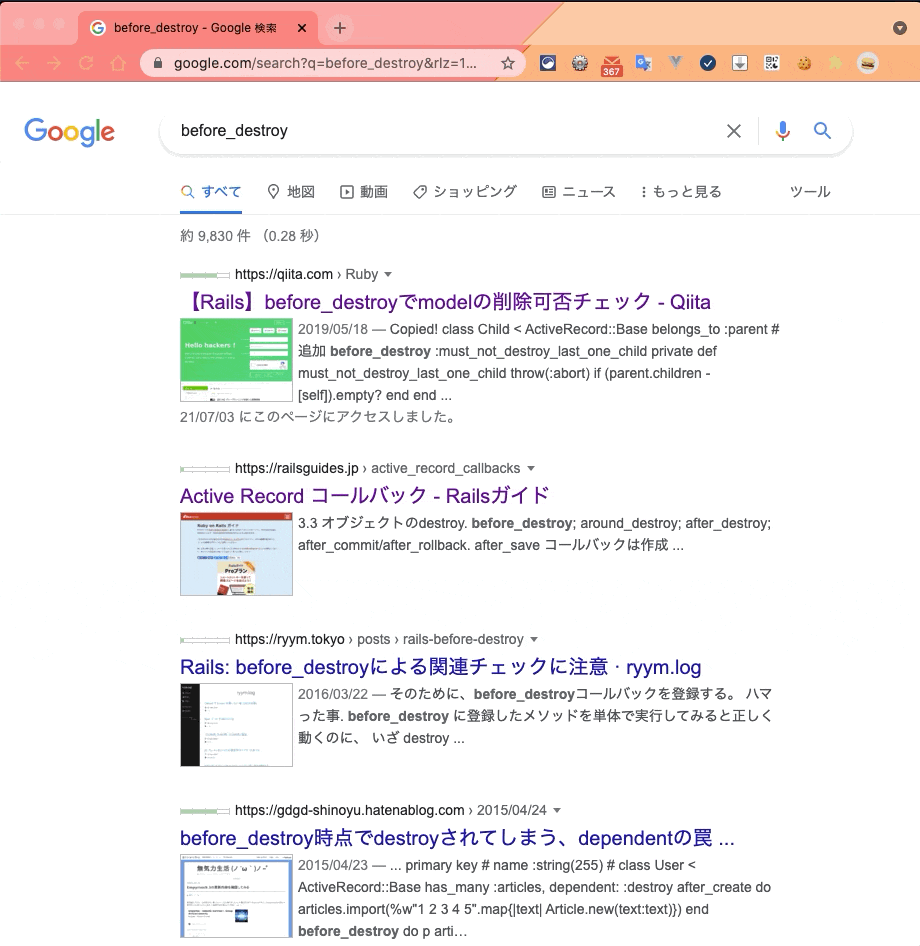 before_destroy - Google 検索
google.com/search?q=before_destroy&rlz=1...
367
Google
before_destroy
すべて
地図
動画
ショッピング
ニュース
もっと見る
ツール
約 9,830 件 （0.28 秒）
https://qiita.com › Ruby
【Rails】before_destroyでmodelの削除可否チェック - Qiita
Hello hackers !
2019/05/18 — Copied! class Child < ActiveRecord::Base belongs_to :parent #
追加 before_destroy :must_not_destroy_last_one_child private def
must_not_destroy_last_one_child throw(:abort) if (parent.children -
[self]).empty? end end ...
21/07/03 にこのページにアクセスしました。
https://railsguides.jp › active_record_callbacks
Active Record コールバック - Railsガイド
Ruby on Rails ガイド
Proプラン
3.3 オブジェクトのdestroy. before_destroy; around_destroy; after_destroy;
after_commit/after_rollback. after_save コールバックは作成 ...
https://ryym.tokyo › posts › rails-before-destroy
Rails: before_destroyによる関連チェックに注意 · ryym.log
ryym.log
2016/03/22 — そのために、before_destroyコールバックを登録する。 ハマ
った事. before_destroy に登録したメソッドを単体で実行してみると正しく
動くのに、 いざ destroy ...
https://gdgd-shinoyu.hatenablog.com › 2015/04/24
before_destroy時点でdestroyされてしまう、dependentの罠 ...
無気力生活 (ノ ´ω｀)ノ ~゜
2015/04/23 — ... primary key # name :string(255) # class User <
ActiveRecord::Base has_many :articles, dependent: :destroy after_create do
articles.import(%w"1 2 3 4 5".map{|text| Article.new(text:text)}) end
before_destroy do p arti...